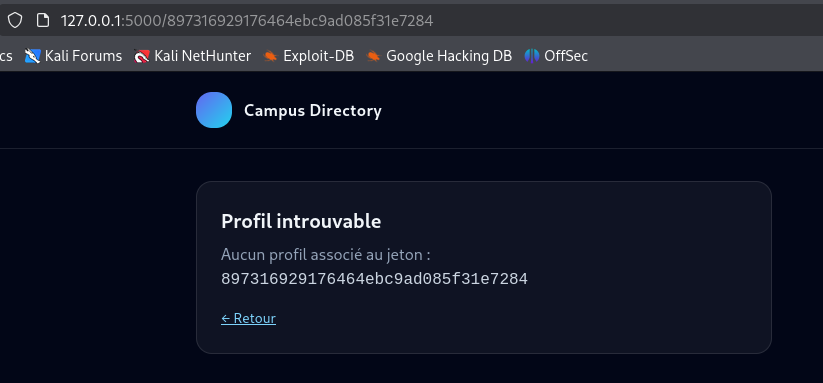 127.0.0.1:5000/897316929176464ebc9ad085f31e7284
cs Kali Forums Kali NetHunter Exploit-DB Google Hacking DB OffSec
Campus Directory
Profil introuvable
Aucun profil associé au jeton :
897316929176464ebc9ad085f31e7284
← Retour